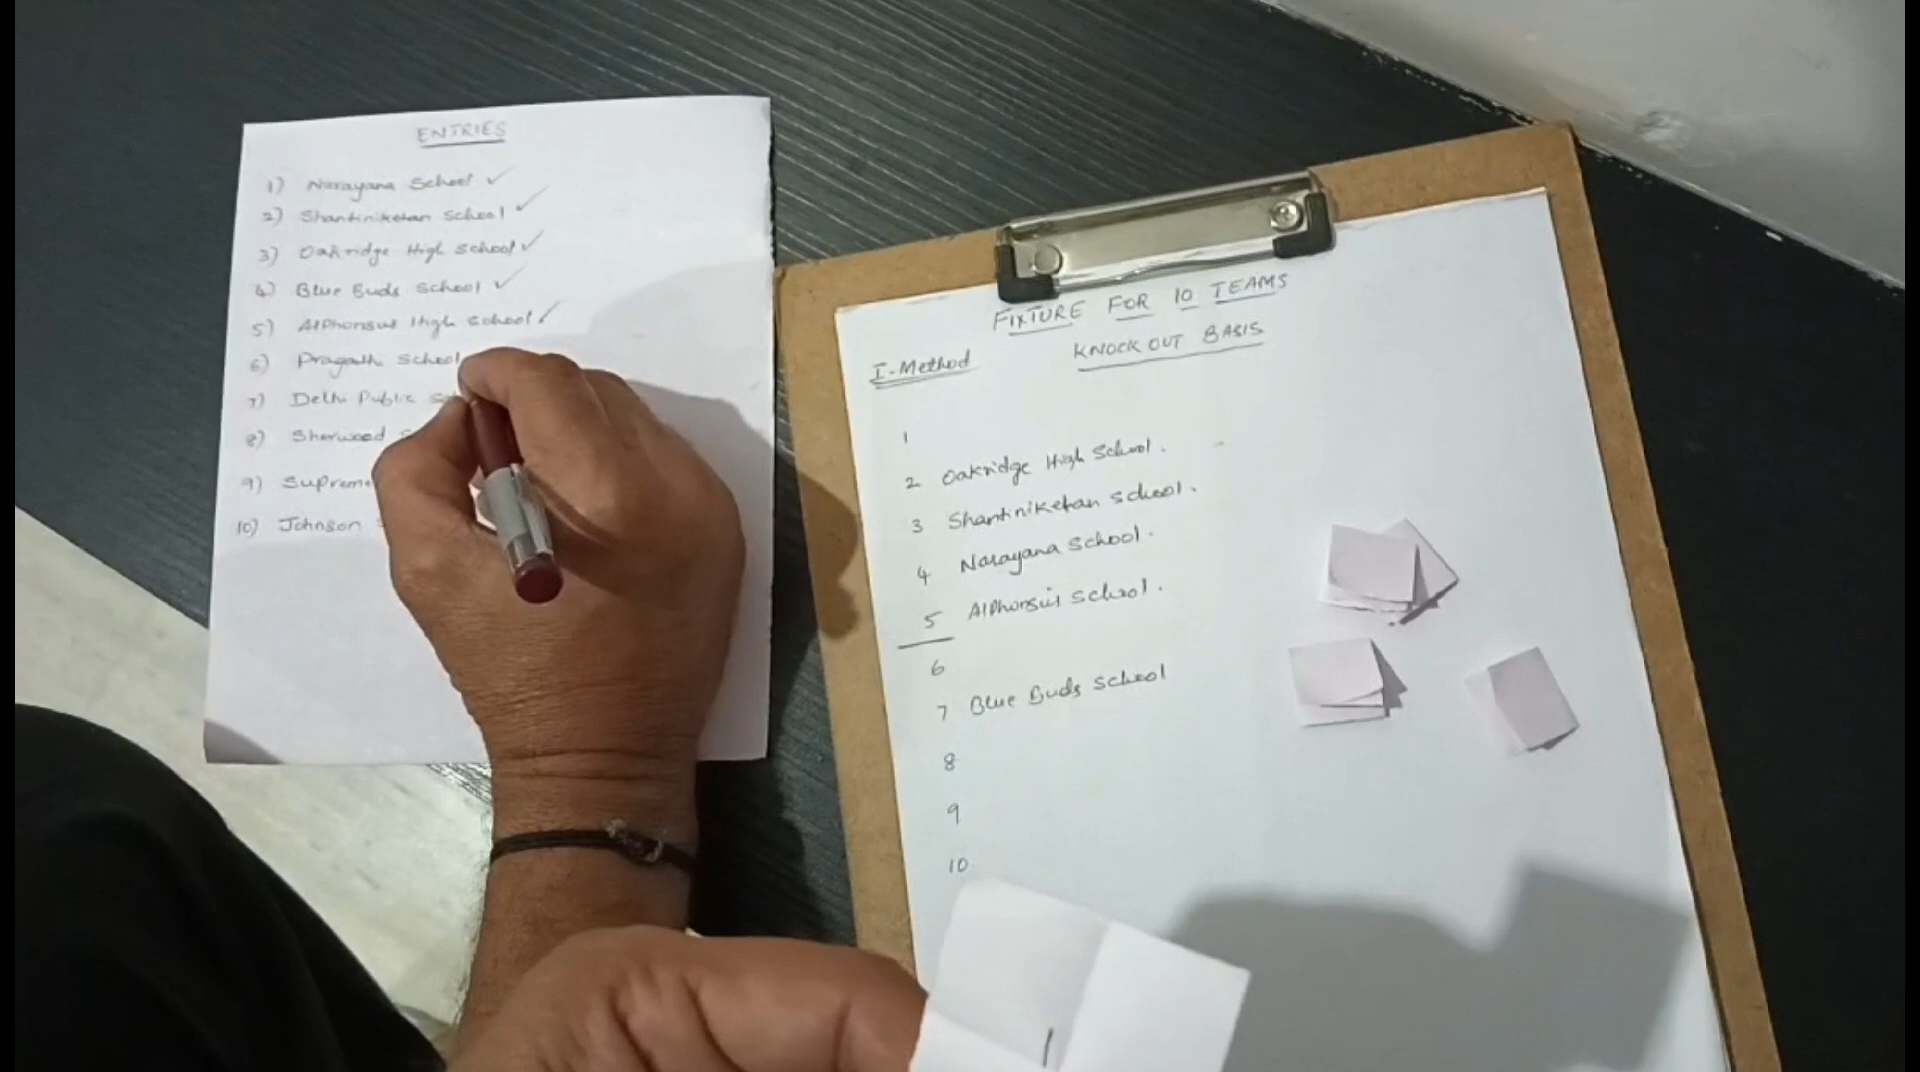 ENTRIES
1) Narayana School ✓
2) Shantiniketan School ✓
3) Oakridge High School ✓
4) Blue Buds School ✓
5) Alphonsus High School ✓
6) Pragathi School
7) Delhi Public
8) Sherwood
9) Supreme
10) Johnson
FIXTURE FOR 10 TEAMS
KNOCK OUT BASIS
I-Method
1
2 Oakridge High School.
3 Shantiniketan School.
4 Narayana School.
5 Alphonsus School.
6
7 Blue Buds School
8
9
10
1